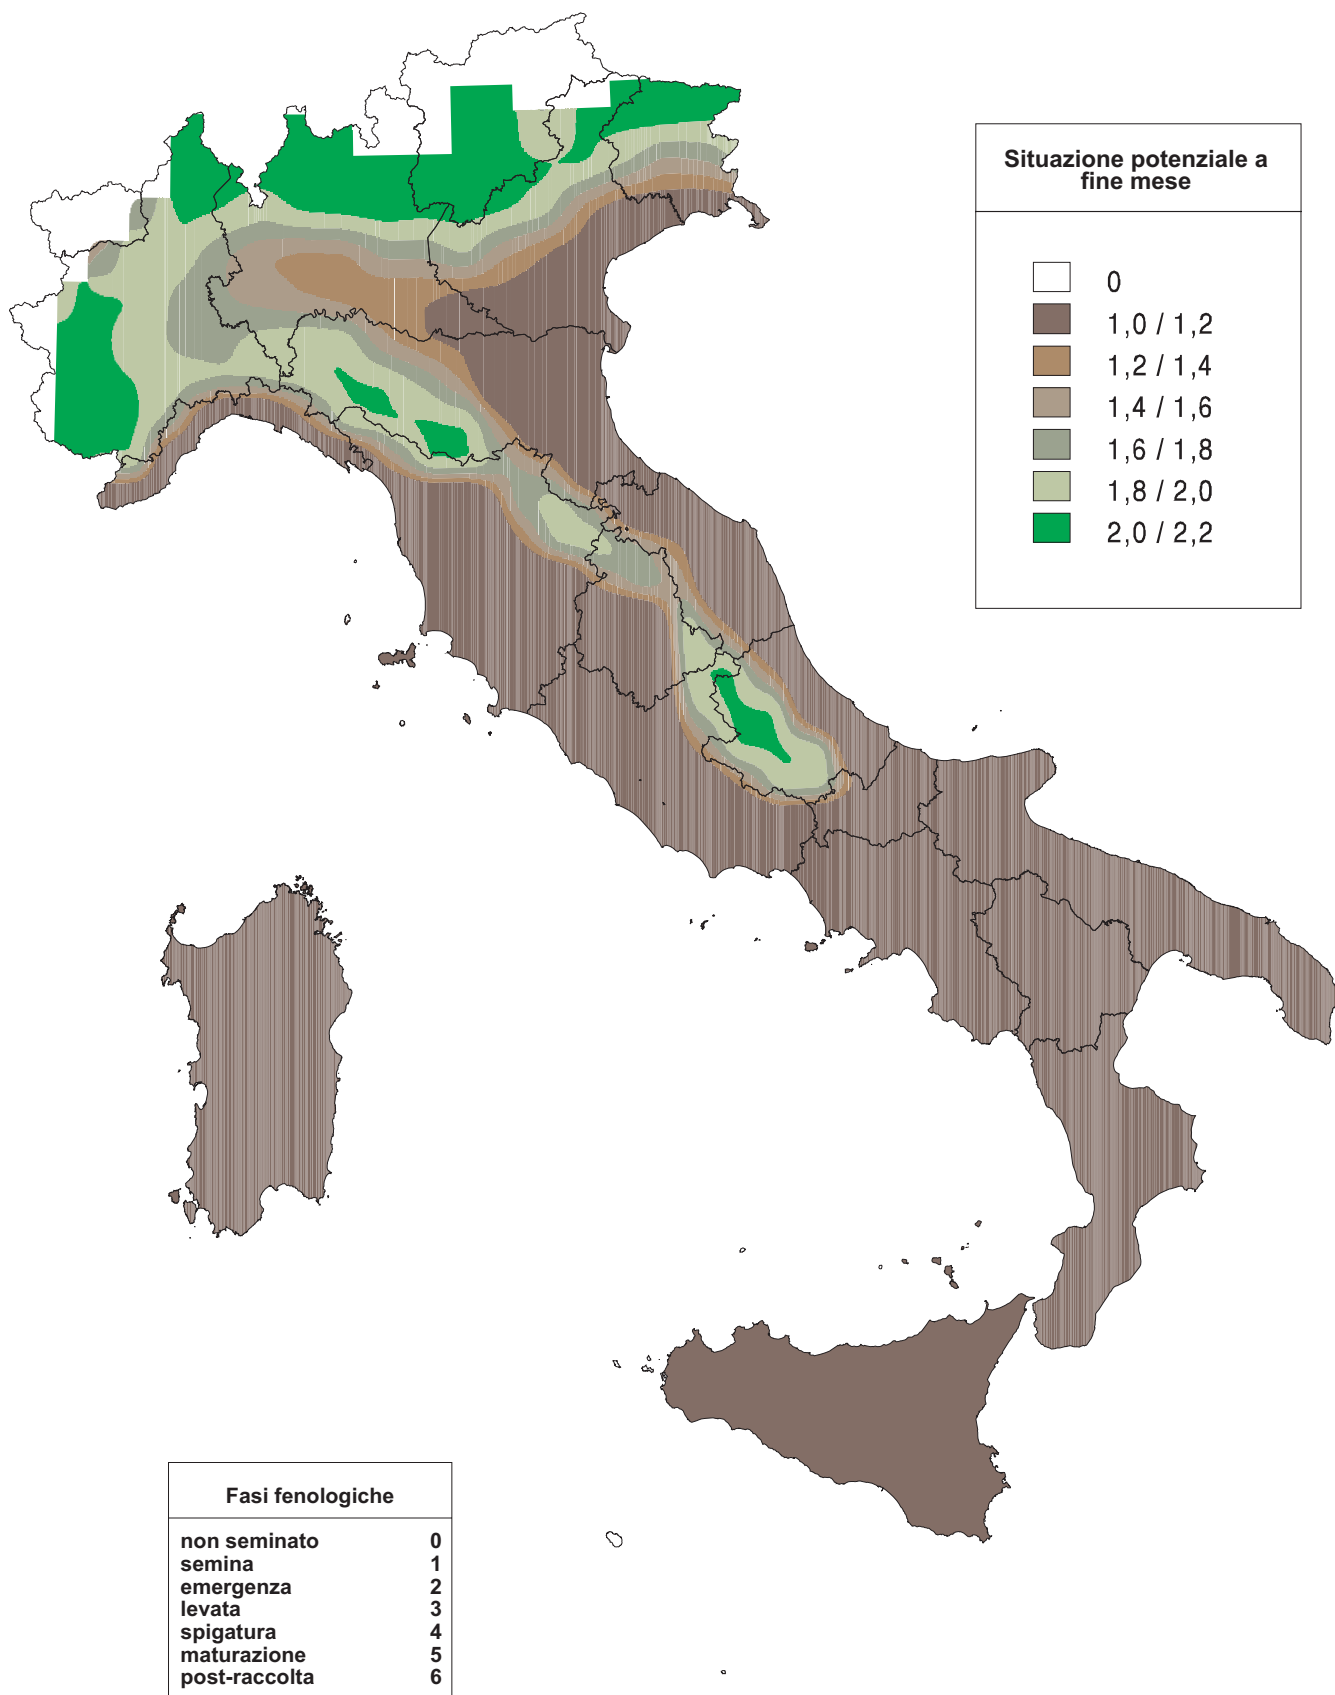 Situazione potenziale a
fine mese
0
1,0 / 1,2
1,2 / 1,4
1,4 / 1,6
1,6 / 1,8
1,8 / 2,0
2,0 / 2,2
Fasi fenologiche
non seminato 0
semina 1
emergenza 2
levata 3
spigatura 4
maturazione 5
post-raccolta 6